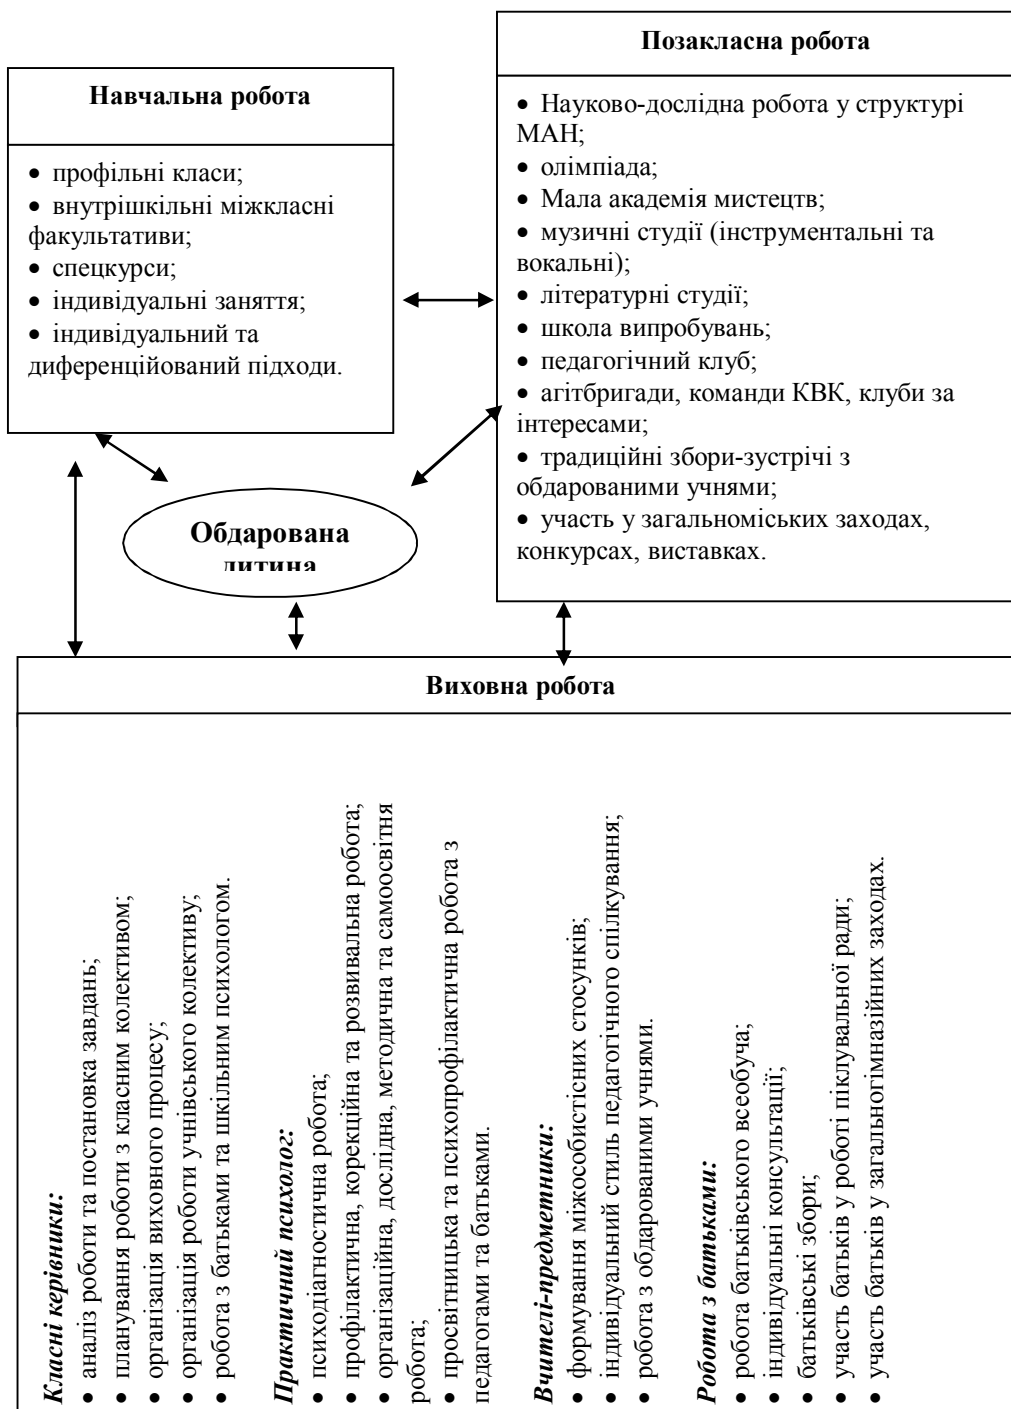 Навчальна робота
• профільні класи;
• внутрішкільні міжкласні
факультативи;
• спецкурси;
• індивідуальні заняття;
• індивідуальний та
диференційований підходи.
Позакласна робота
• Науково-дослідна робота у структурі
МАН;
• олімпіада;
• Мала академія мистецтв;
• музичні студії (інструментальні та
вокальні);
• літературні студії;
• школа випробувань;
• педагогічний клуб;
• агітбригади, команди КВК, клуби за
інтересами;
• традиційні збори-зустрічі з
обдарованими учнями;
• участь у загальноміських заходах,
конкурсах, виставках.
Обдарована
дитина
Виховна робота
Класні керівники:
• аналіз роботи та постановка завдань;
• планування роботи з класним колективом;
• організація виховного процесу;
• організація роботи учнівського колективу;
• робота з батьками та шкільним психологом.
Практичний психолог:
• психодіагностична робота;
• профілактична, корекційна та розвивальна робота;
• організаційна, дослідна, методична та самоосвітня
робота;
• просвітницька та психопрофілактична робота з
педагогами та батьками.
Вчителі-предметники:
• формування міжособистісних стосунків;
• індивідуальний стиль педагогічного спілкування;
• робота з обдарованими учнями.
Робота з батьками:
• робота батьківського всеобуча;
• індивідуальні консультації;
• батьківські збори;
• участь батьків у роботі піклувальної ради;
• участь батьків у загальногімназійних заходах.